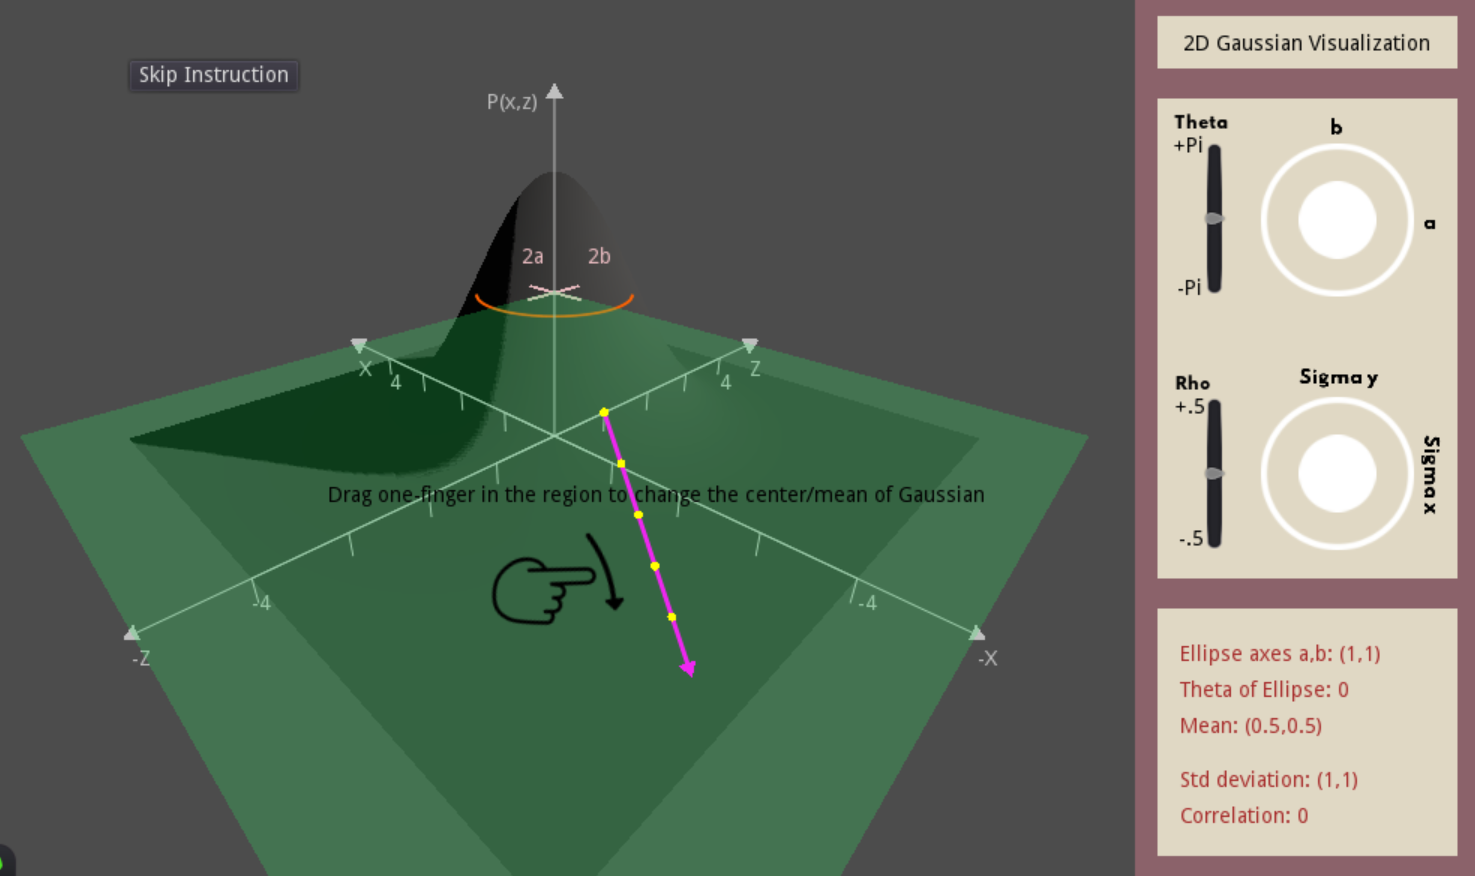 2D Gaussian Visualization
Skip Instruction
P(x,z)
2a
2b
X
4
4
Z
Drag one-finger in the region to change the center/mean of Gaussian
-4
-4
-Z
-X
Theta
+Pi
-Pi
b
a
Rho
+.5
-.5
Sigma y
Sigma x
Ellipse axes a,b: (1,1)
Theta of Ellipse: 0
Mean: (0.5,0.5)
Std deviation: (1,1)
Correlation: 0